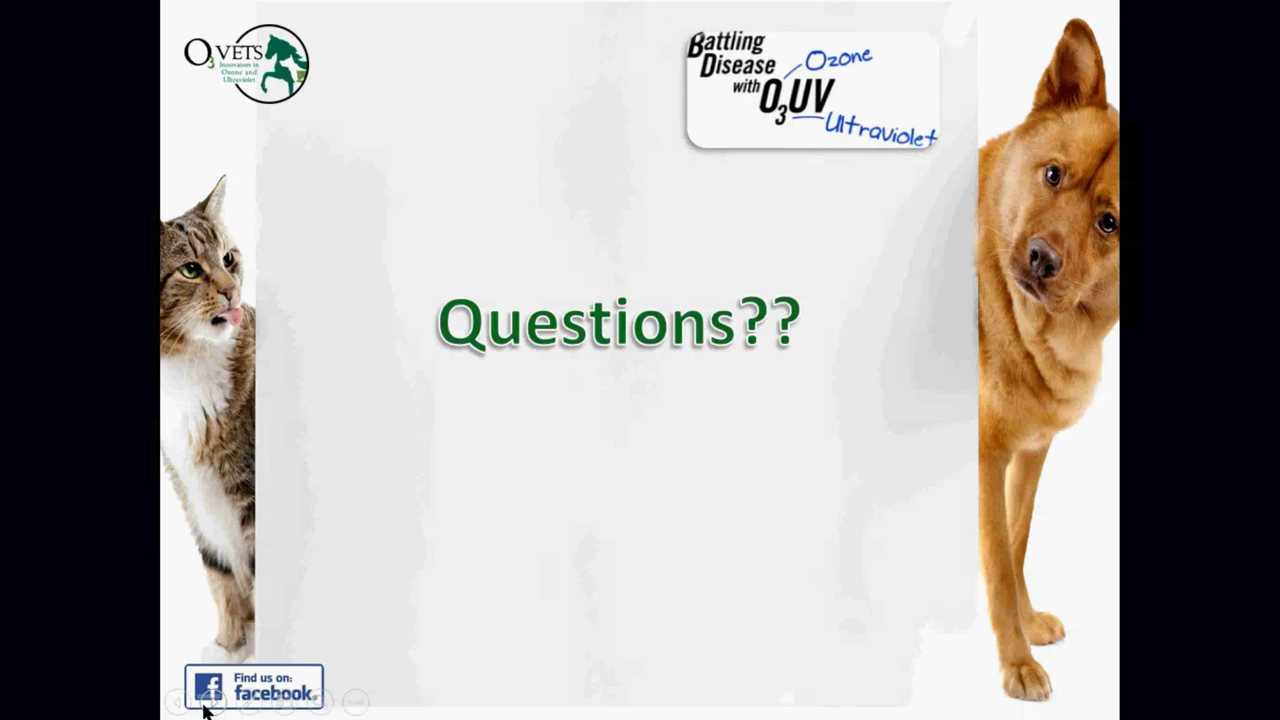 O3VETS
Innovators in
Ozone and
Ultraviolet
Battling
Disease
with O3UV
Ozone
Ultraviolet
Questions??
Find us on:
facebook.